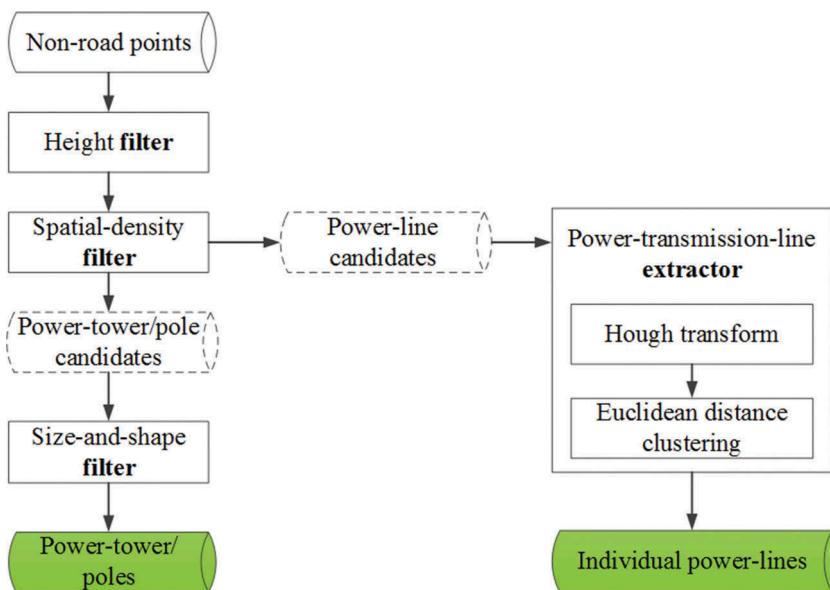 Non-road points
Height filter
Spatial-density
filter
Power-line
candidates
Power-tower/pole
candidates
Size-and-shape
filter
Power-tower/
poles
Power-transmission-line
extractor
Hough transform
Euclidean distance
clustering
Individual power-lines